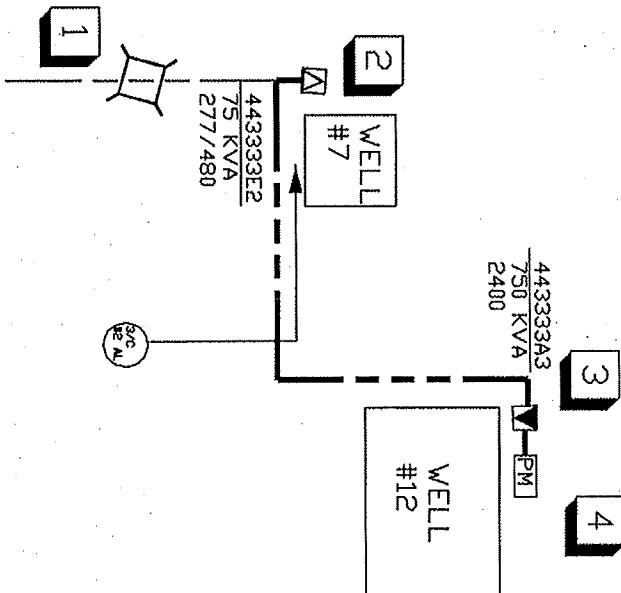 1
2
443333E2
75 KVA
277/480
WELL
#7
3/C
#2 AL
443333A3
750 KVA
2400
3
PM
WELL
#12
4